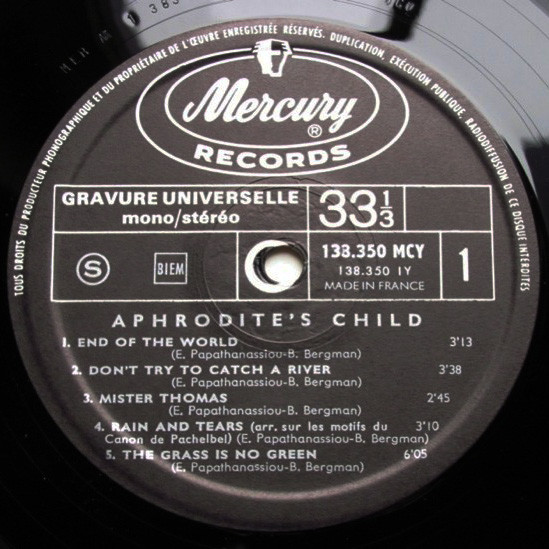 TOUS DROITS DU PRODUCTEUR PHONOGRAPHIQUE ET DU PROPRIÉTAIRE DE L'ŒUVRE ENREGISTRÉE RÉSERVÉS. DUPLICATION, EXÉCUTION PUBLIQUE, RADIODIFFUSION DE CE DISQUE INTERDITES
Mercury
®
RECORDS
GRAVURE UNIVERSELLE
mono/stéréo
33 1/3
S
BIEM
138.350 MCY
138.350 IY
MADE IN FRANCE
1
APHRODITE'S CHILD
1. END OF THE WORLD 3'13
(E. Papathanassiou-B. Bergman)
2. DON'T TRY TO CATCH A RIVER 3'38
(E. Papathanassiou-B. Bergman)
3. MISTER THOMAS 2'45
(E. Papathanassiou-B. Bergman)
4. RAIN AND TEARS (arr. sur les motifs du 3'10
Canon de Pachelbel) (E. Papathanassiou-B. Bergman)
5. THE GRASS IS NO GREEN 6'05
(E. Papathanassiou-B. Bergman)